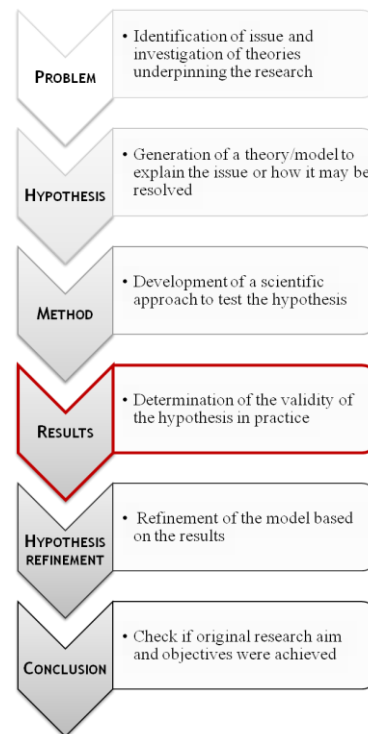 PROBLEM
• Identification of issue and
investigation of theories
underpinning the research
HYPOTHESIS
• Generation of a theory/model to
explain the issue or how it may be
resolved
METHOD
• Development of a scientific
approach to test the hypothesis
RESULTS
• Determination of the validity of
the hypothesis in practice
HYPOTHESIS
REFINEMENT
• Refinement of the model based
on the results
CONCLUSION
• Check if original research aim
and objectives were achieved